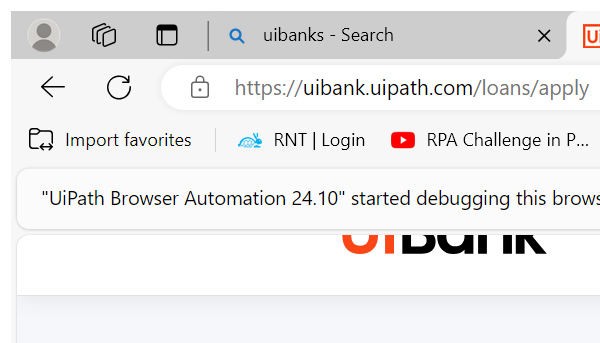 uibanks - Search
https://uibank.uipath.com/loans/apply
Import favorites
RNT | Login
RPA Challenge in P...
"UiPath Browser Automation 24.10" started debugging this brows
UiBank